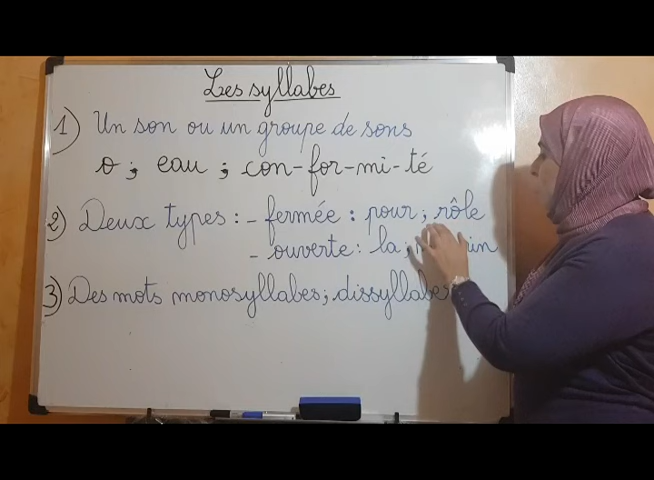 Les syllabes
1) Un son ou un groupe de sons
o ; eau ; con-for-mi-té
2) Deux types : - fermée : pour ; rôle
- ouverte : la ;
3) Des mots monosyllabes ; dissyllabes